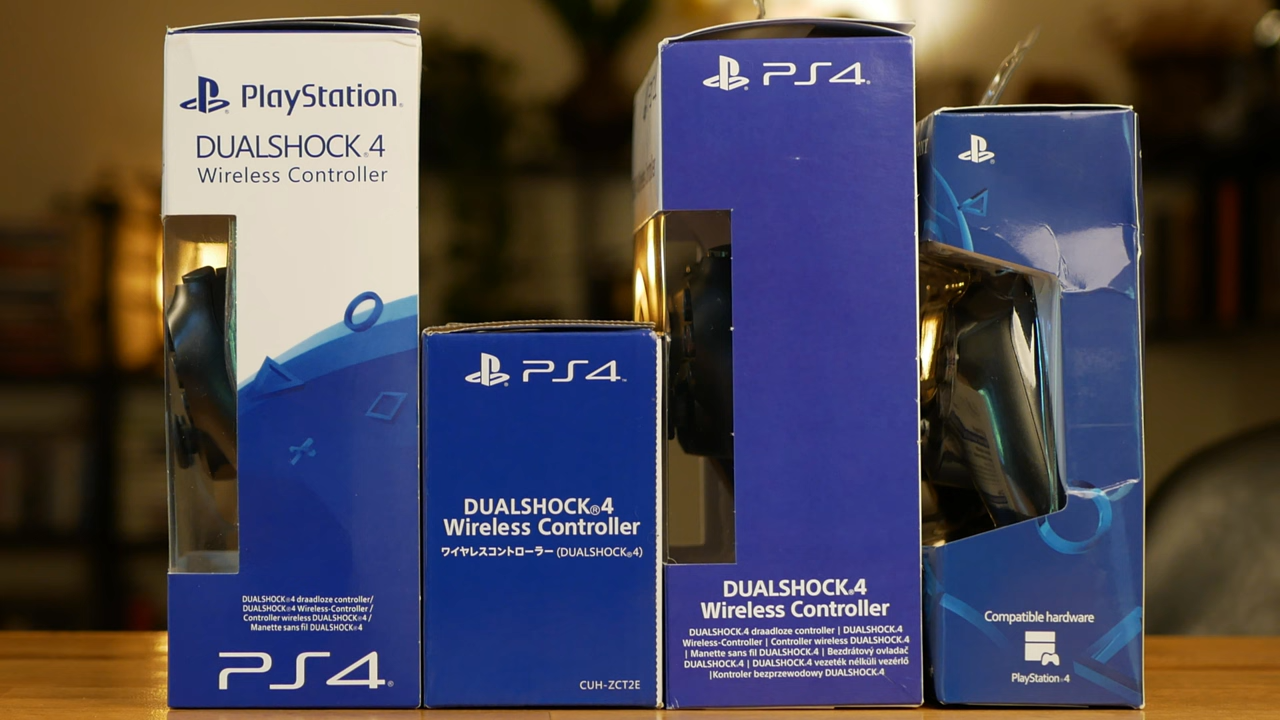 PlayStation®
DUALSHOCK®4
Wireless Controller
DUALSHOCK®4 draadloze controller/
DUALSHOCK®4 Wireless-Controller /
Controller wireless DUALSHOCK®4 /
Manette sans fil DUALSHOCK®4
PS4®
PS4™
DUALSHOCK®4
Wireless Controller
ワイヤレスコントローラー (DUALSHOCK®4)
CUH-ZCT2E
PS4®
DUALSHOCK®4
Wireless Controller
DUALSHOCK®4 draadloze controller | DUALSHOCK®4
Wireless-Controller | Controller wireless DUALSHOCK®4
| Manette sans fil DUALSHOCK®4 | Bezdrátový ovladač
DUALSHOCK®4 | DUALSHOCK®4 vezeték nélküli vezérlő
|Kontroler bezprzewodowy DUALSHOCK®4
Compatible hardware
PlayStation®4